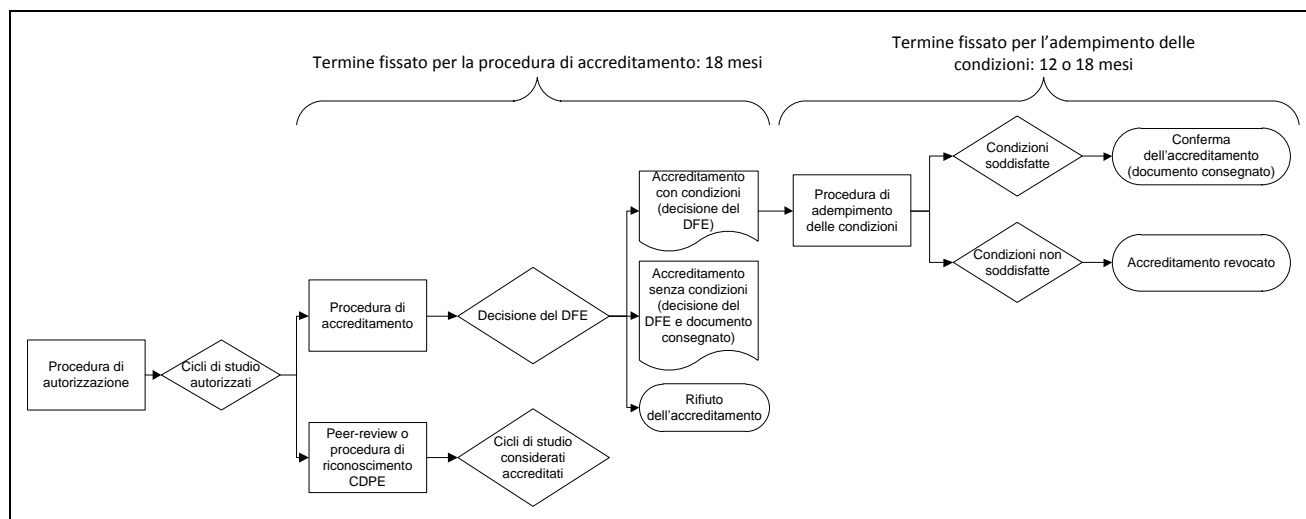 Termine fissato per la procedura di accreditamento: 18 mesi
Termine fissato per l'adempimento delle
condizioni: 12 o 18 mesi
Procedura di
autorizzazione
Cicli di studio
autorizzati
Procedura di
accreditamento
Decisione del DFE
Peer-review o
procedura di
riconoscimento
CDPE
Cicli di studio
considerati
accreditati
Accreditamento
con condizioni
(decisione del
DFE)
Accreditamento
senza condizioni
(decisione del
DFE e documento
consegnato)
Rifiuto
dell'accreditamento
Procedura di
adempimento
delle condizioni
Condizioni
soddisfatte
Conferma
dell'accreditamento
(documento consegnato)
Condizioni non
soddisfatte
Accreditamento revocato